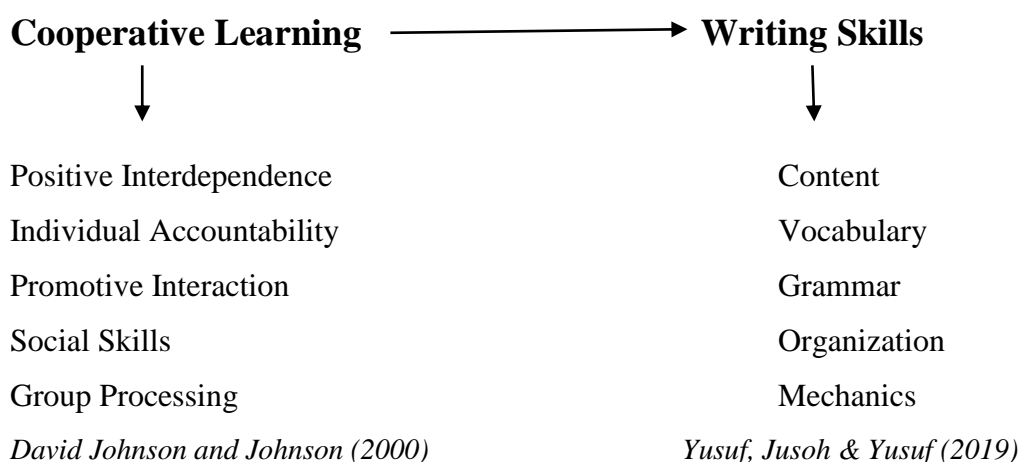 Cooperative Learning Writing Skills
Positive Interdependence Content
Individual Accountability Vocabulary
Promotive Interaction Grammar
Social Skills Organization
Group Processing Mechanics
David Johnson and Johnson (2000) Yusuf, Jusoh & Yusuf (2019)